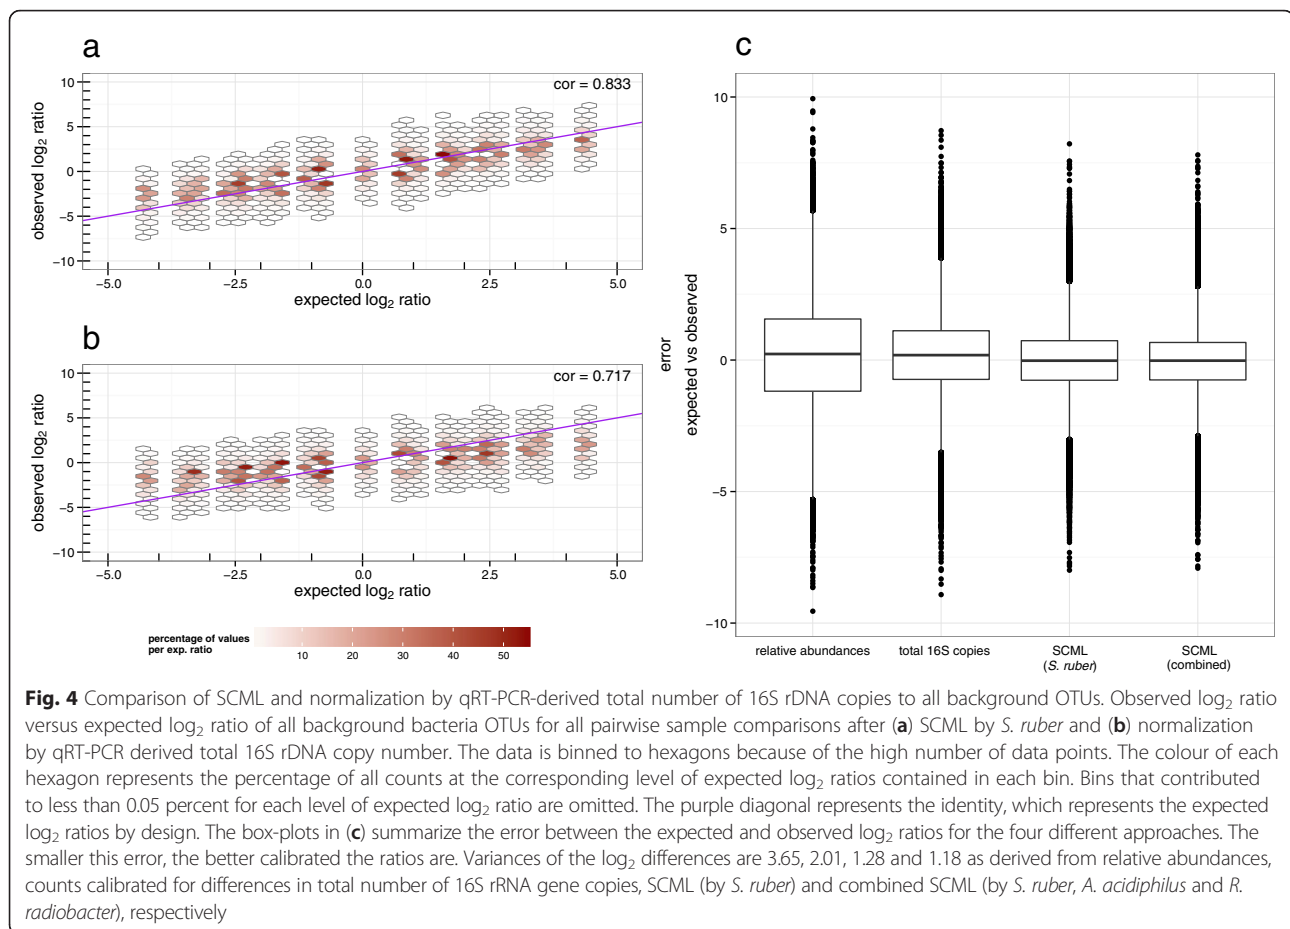 a
cor = 0.833
10
5
0
−5
−10
observed log2 ratio
−5.0 −2.5 0.0 2.5 5.0
expected log2 ratio
b
cor = 0.717
10
5
0
−5
−10
observed log2 ratio
−5.0 −2.5 0.0 2.5 5.0
expected log2 ratio
percentage of values
per exp. ratio
10 20 30 40 50
c
10
5
0
−5
−10
error
expected vs observed
relative abundances total 16S copies SCML SCML
(S. ruber) (combined)
Fig. 4 Comparison of SCML and normalization by qRT-PCR-derived total number of 16S rDNA copies to all background OTUs. Observed log2 ratio
versus expected log2 ratio of all background bacteria OTUs for all pairwise sample comparisons after (a) SCML by S. ruber and (b) normalization
by qRT-PCR derived total 16S rDNA copy number. The data is binned to hexagons because of the high number of data points. The colour of each
hexagon represents the percentage of all counts at the corresponding level of expected log2 ratios contained in each bin. Bins that contributed
to less than 0.05 percent for each level of expected log2 ratio are omitted. The purple diagonal represents the identity, which represents the expected
log2 ratios by design. The box-plots in (c) summarize the error between the expected and observed log2 ratios for the four different approaches. The
smaller this error, the better calibrated the ratios are. Variances of the log2 differences are 3.65, 2.01, 1.28 and 1.18 as derived from relative abundances,
counts calibrated for differences in total number of 16S rRNA gene copies, SCML (by S. ruber) and combined SCML (by S. ruber, A. acidiphilus and R.
radiobacter), respectively